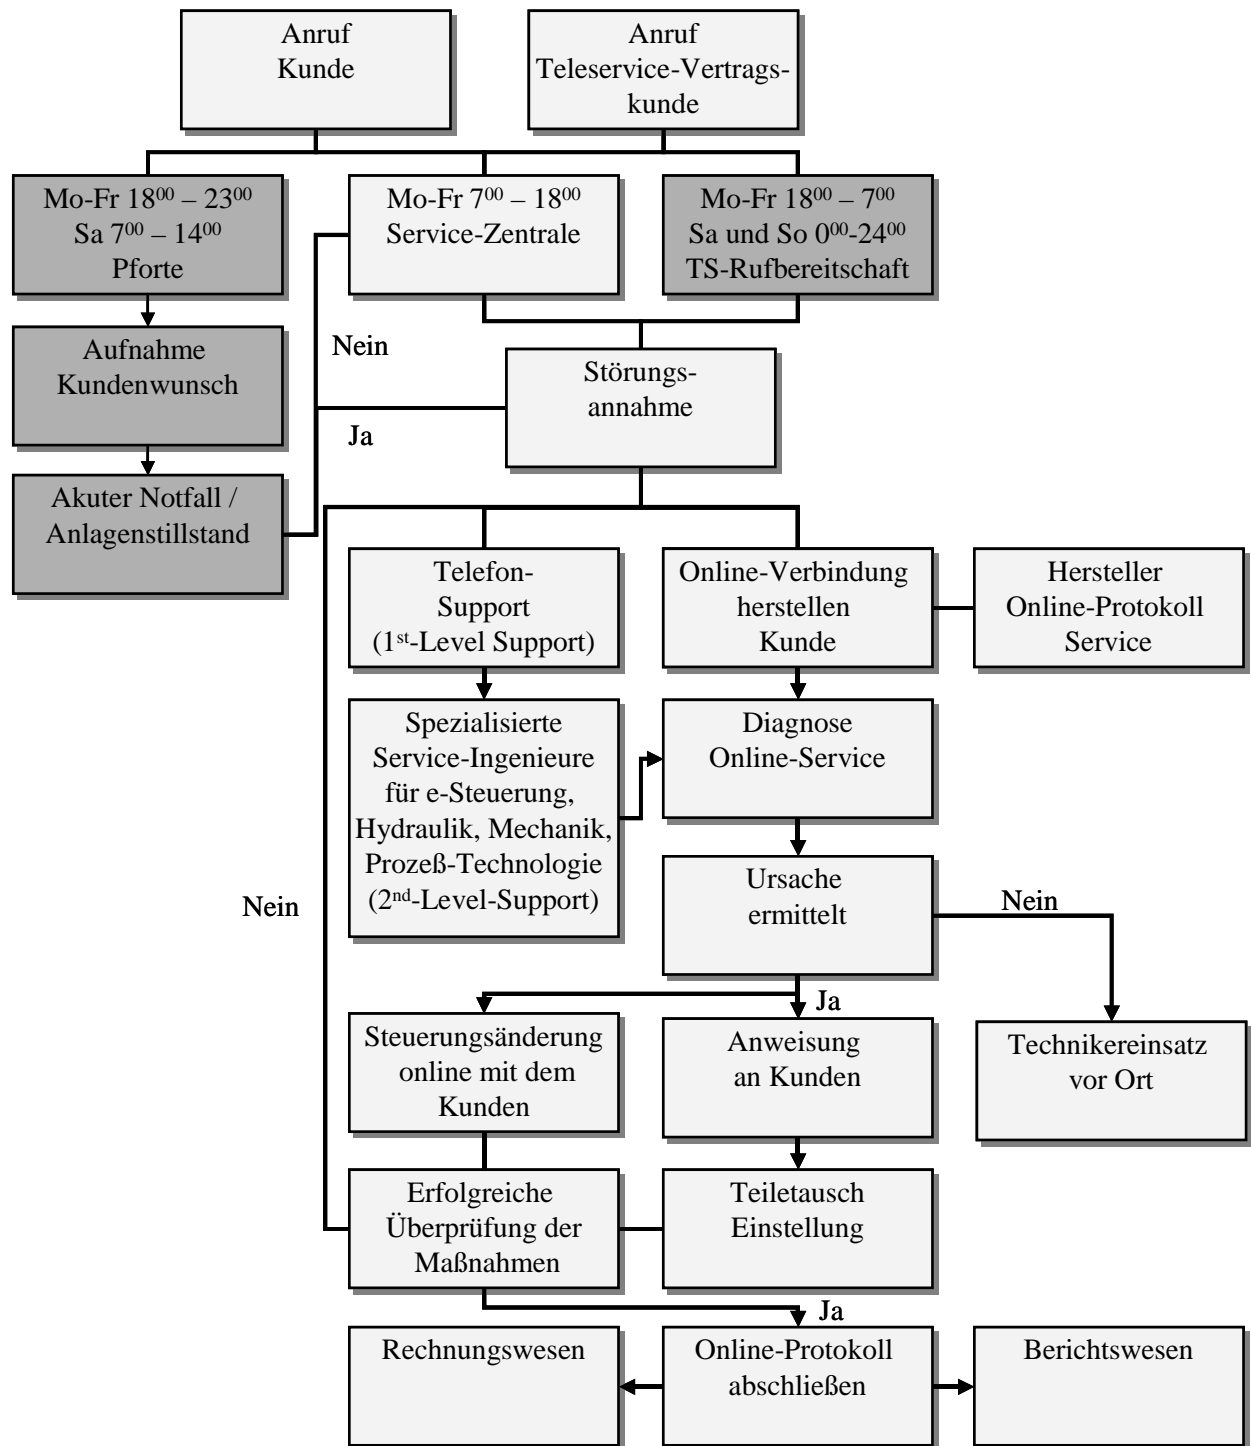 Anruf
Kunde
Anruf
Teleservice-Vertrags-
kunde
Mo-Fr 18⁰⁰ – 23⁰⁰
Sa 7⁰⁰ – 14⁰⁰
Pforte
Mo-Fr 7⁰⁰ – 18⁰⁰
Service-Zentrale
Mo-Fr 18⁰⁰ – 7⁰⁰
Sa und So 0⁰⁰-24⁰⁰
TS-Rufbereitschaft
Aufnahme
Kundenwunsch
Nein
Störungs-
annahme
Ja
Akuter Notfall /
Anlagenstillstand
Telefon-
Support
(1ˢᵗ-Level Support)
Online-Verbindung
herstellen
Kunde
Hersteller
Online-Protokoll
Service
Spezialisierte
Service-Ingenieure
für e-Steuerung,
Hydraulik, Mechanik,
Prozeß-Technologie
(2ⁿᵈ-Level-Support)
Diagnose
Online-Service
Ursache
ermittelt
Nein
Nein
Ja
Steuerungsänderung
online mit dem
Kunden
Anweisung
an Kunden
Technikereinsatz
vor Ort
Erfolgreiche
Überprüfung der
Maßnahmen
Teiletausch
Einstellung
Ja
Rechnungswesen
Online-Protokoll
abschließen
Berichtswesen